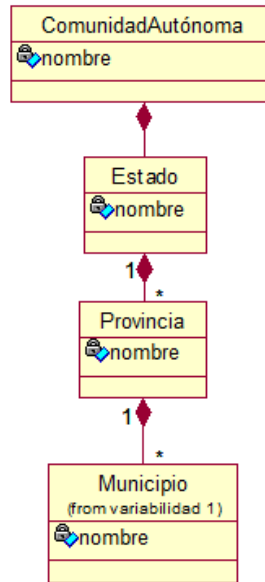 ComunidadAutónoma
nombre
Estado
nombre
1
*
Provincia
nombre
1
*
Municipio
(from variabilidad 1)
nombre